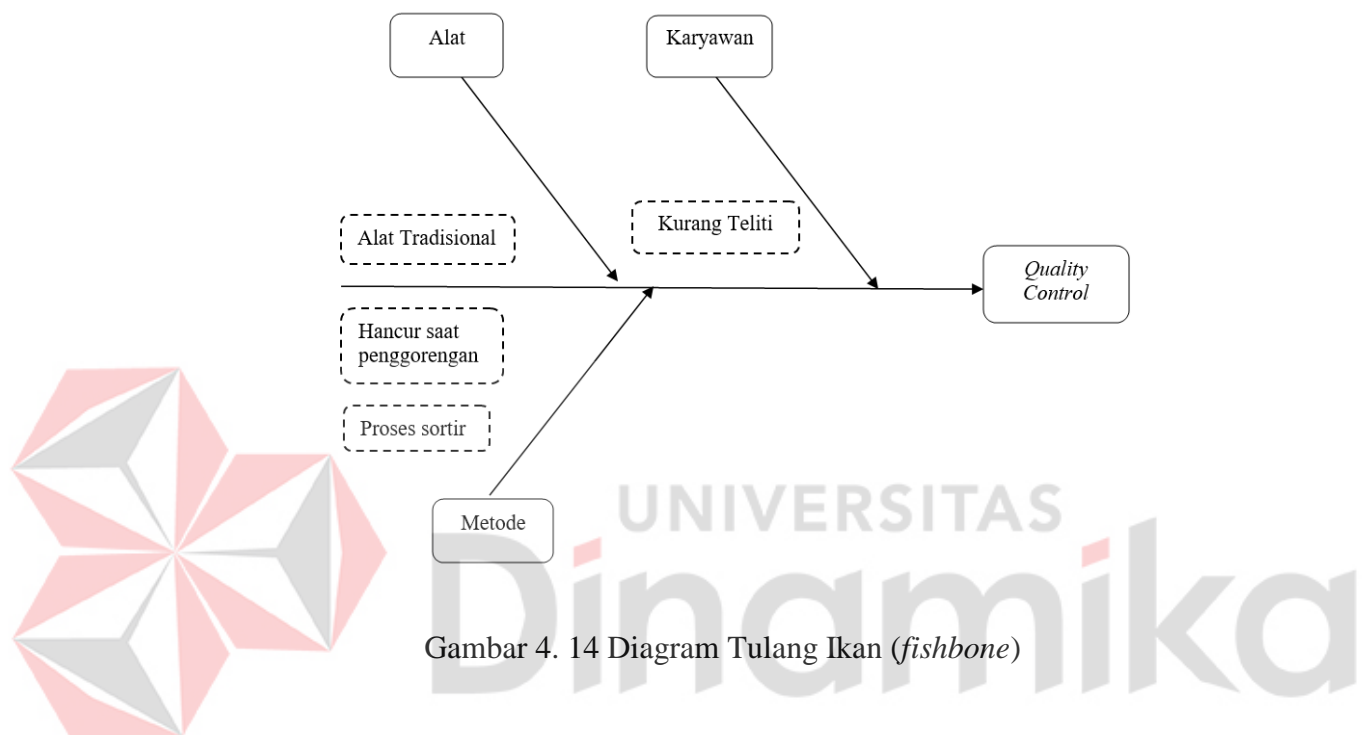 Alat
Karyawan
Alat Tradisional
Kurang Teliti
Quality
Control
Hancur saat
penggorengan
Proses sortir
Metode
UNIVERSITAS
Dinamika
Gambar 4. 14 Diagram Tulang Ikan (fishbone)